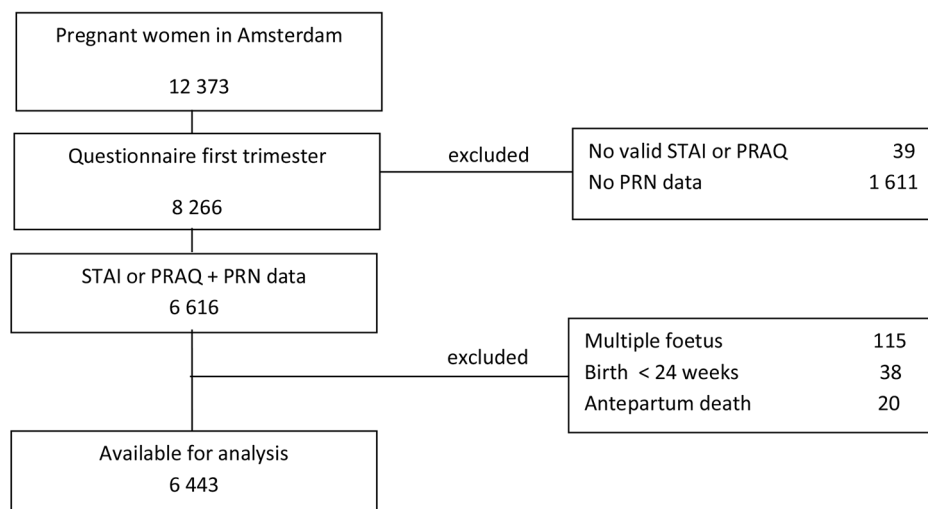 Pregnant women in Amsterdam
12 373
Questionnaire first trimester
8 266
excluded
No valid STAI or PRAQ 39
No PRN data 1 611
STAI or PRAQ + PRN data
6 616
excluded
Multiple foetus 115
Birth < 24 weeks 38
Antepartum death 20
Available for analysis
6 443